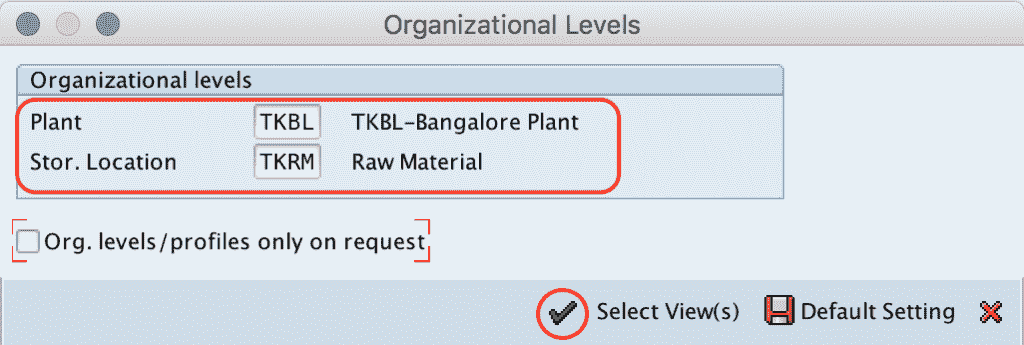 Organizational Levels
Organizational levels
Plant TKBL TKBL-Bangalore Plant
Stor. Location TKRM Raw Material
Org. levels/profiles only on request
Select View(s) Default Setting